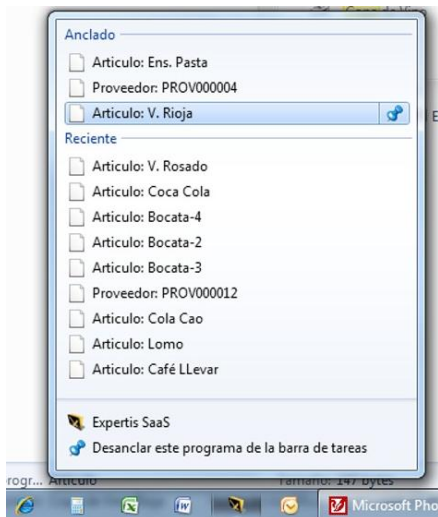 Anclado
Articulo: Ens. Pasta
Proveedor: PROV000004
Articulo: V. Rioja
Reciente
Articulo: V. Rosado
Articulo: Coca Cola
Articulo: Bocata-4
Articulo: Bocata-2
Articulo: Bocata-3
Proveedor: PROV000012
Articulo: Cola Cao
Articulo: Lomo
Articulo: Café LLevar
Expertis SaaS
Desanclar este programa de la barra de tareas
rogr... Articulo Tamaño: 147 bytes
Microsoft Pho